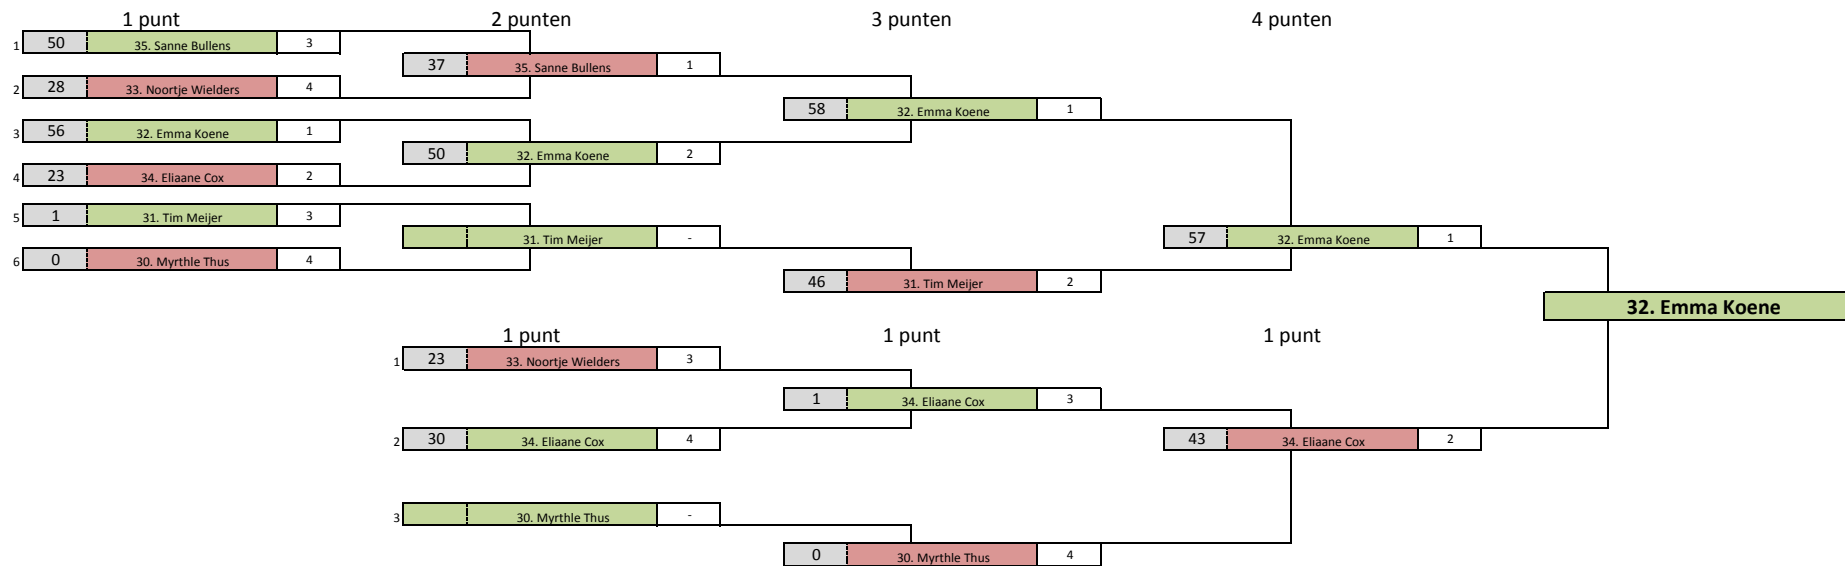 1 punt 2 punten 3 punten 4 punten
1 50 35. Sanne Bullens 3
37 35. Sanne Bullens 1
2 28 33. Noortje Wielders 4
58 32. Emma Koene 1
3 56 32. Emma Koene 1
50 32. Emma Koene 2
4 23 34. Eliaane Cox 2
5 1 31. Tim Meijer 3
31. Tim Meijer - 57 32. Emma Koene 1
6 0 30. Myrthle Thus 4
46 31. Tim Meijer 2
32. Emma Koene
1 punt 1 punt 1 punt
1 23 33. Noortje Wielders 3
1 34. Eliaane Cox 3
2 30 34. Eliaane Cox 4 43 34. Eliaane Cox 2
3 30. Myrthle Thus -
0 30. Myrthle Thus 4